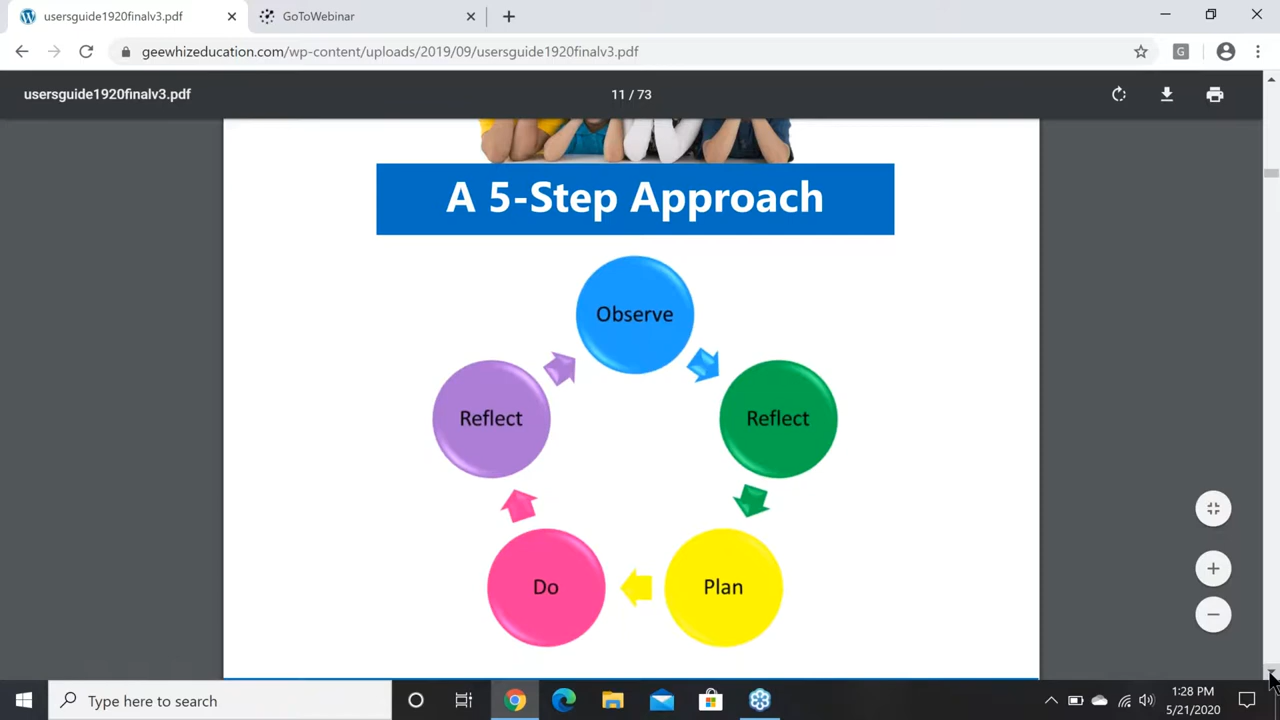 usersguide1920finalv3.pdf
GoToWebinar
geewhizeducation.com/wp-content/uploads/2019/09/usersguide1920finalv3.pdf
G
usersguide1920finalv3.pdf
11 / 73
A 5-Step Approach
Observe
Reflect
Reflect
Do
Plan
Type here to search
1:28 PM
5/21/2020